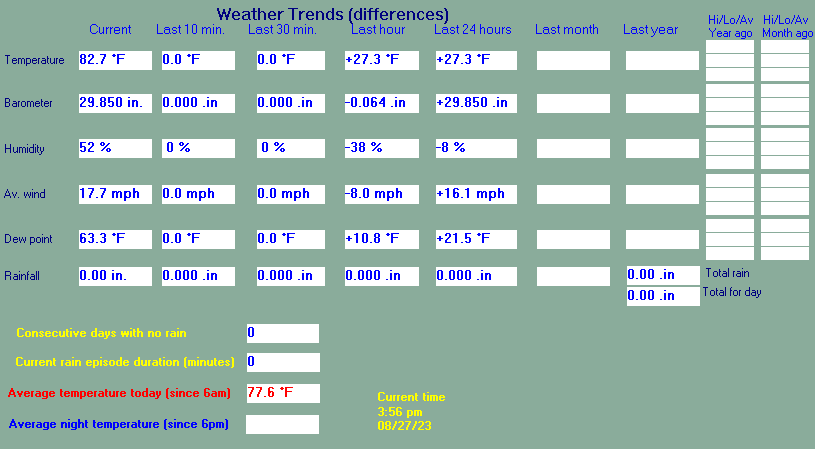 Weather Trends (differences)
Current Last 10 min. Last 30 min. Last hour Last 24 hours Last month Last year Hi/Lo/Av Year ago Hi/Lo/Av Month ago
Temperature 82.7 °F 0.0 °F 0.0 °F +27.3 °F +27.3 °F
Barometer 29.850 in. 0.000 .in 0.000 .in -0.064 .in +29.850 .in
Humidity 52 % 0 % 0 % -38 % -8 %
Av. wind 17.7 mph 0.0 mph 0.0 mph -8.0 mph +16.1 mph
Dew point 63.3 °F 0.0 °F 0.0 °F +10.8 °F +21.5 °F
Rainfall 0.00 in. 0.000 .in 0.000 .in 0.000 .in 0.000 .in 0.00 .in Total rain
0.00 .in Total for day
Consecutive days with no rain 0
Current rain episode duration (minutes) 0
Average temperature today (since 6am) 77.6 °F
Average night temperature (since 6pm)
Current time
3:56 pm
08/27/23